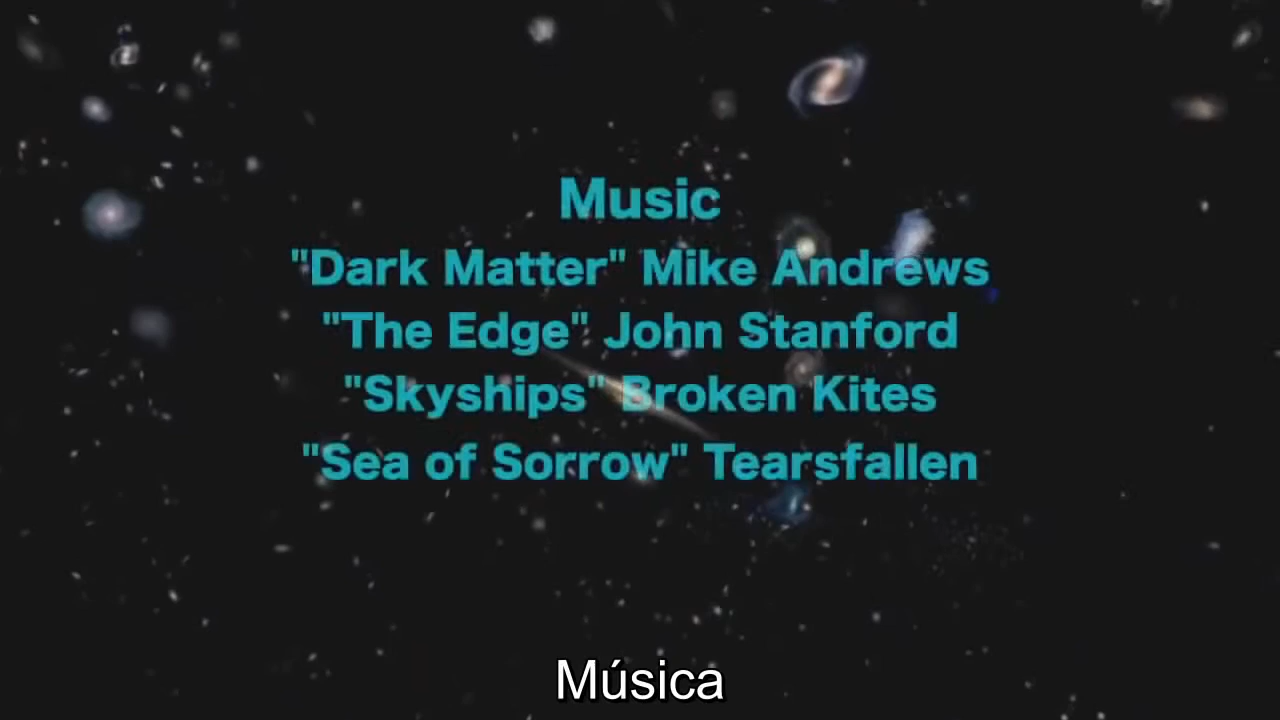 Music
"Dark Matter" Mike Andrews
"The Edge" John Stanford
"Skyships" Broken Kites
"Sea of Sorrow" Tearsfallen
Música